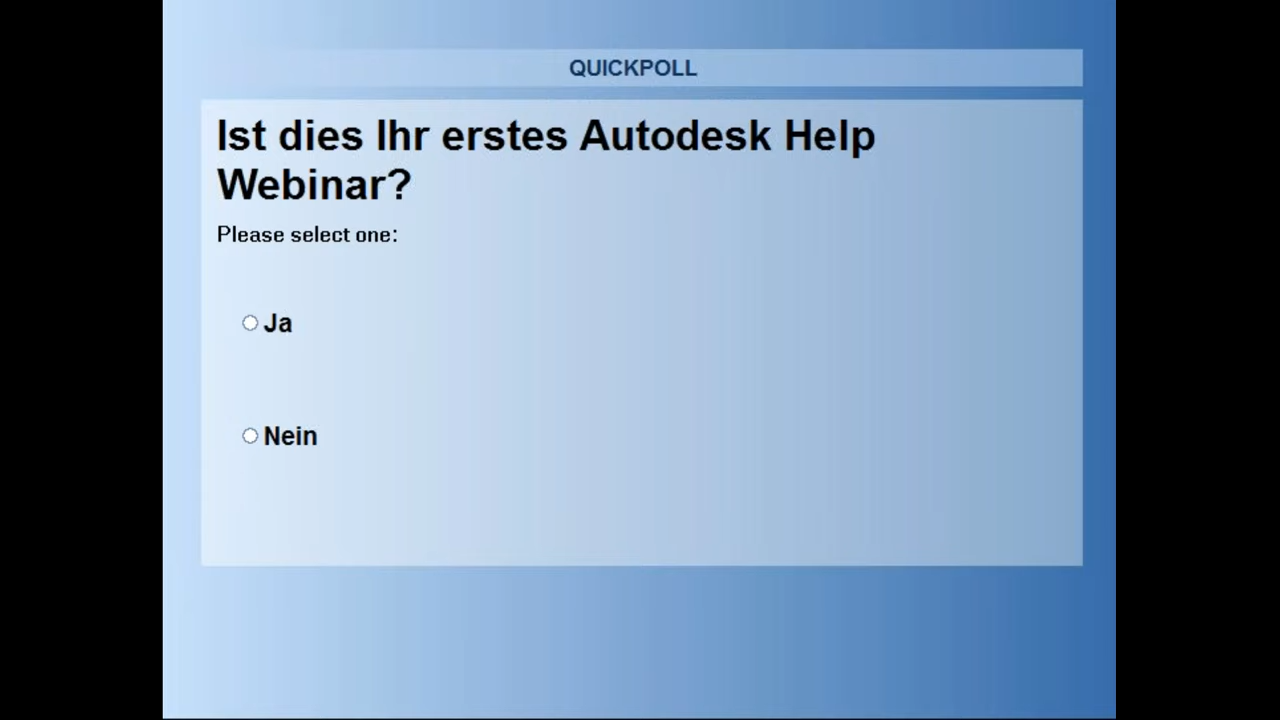 QUICKPOLL
Ist dies Ihr erstes Autodesk Help
Webinar?
Please select one:
Ja
Nein